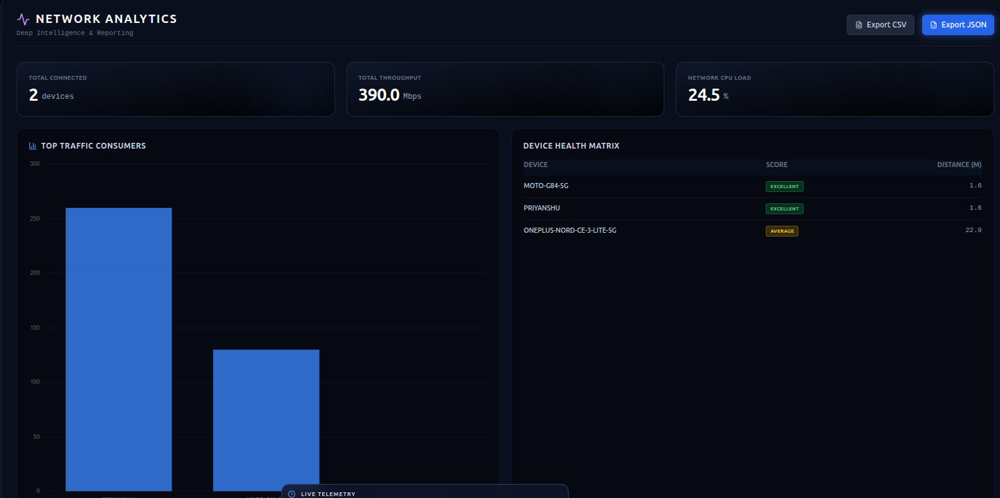 NETWORK ANALYTICS
Deep Intelligence & Reporting
Export CSV
Export JSON
TOTAL CONNECTED
2 devices
TOTAL THROUGHPUT
390.0 Mbps
NETWORK CPU LOAD
24.5 %
TOP TRAFFIC CONSUMERS
300
250
200
150
100
50
0
DEVICE HEALTH MATRIX
DEVICE SCORE DISTANCE (M)
MOTO-G84-5G EXCELLENT 1.6
PRIYANSHU EXCELLENT 1.6
ONEPLUS-NORD-CE-3-LITE-5G AVERAGE 22.9
LIVE TELEMETRY